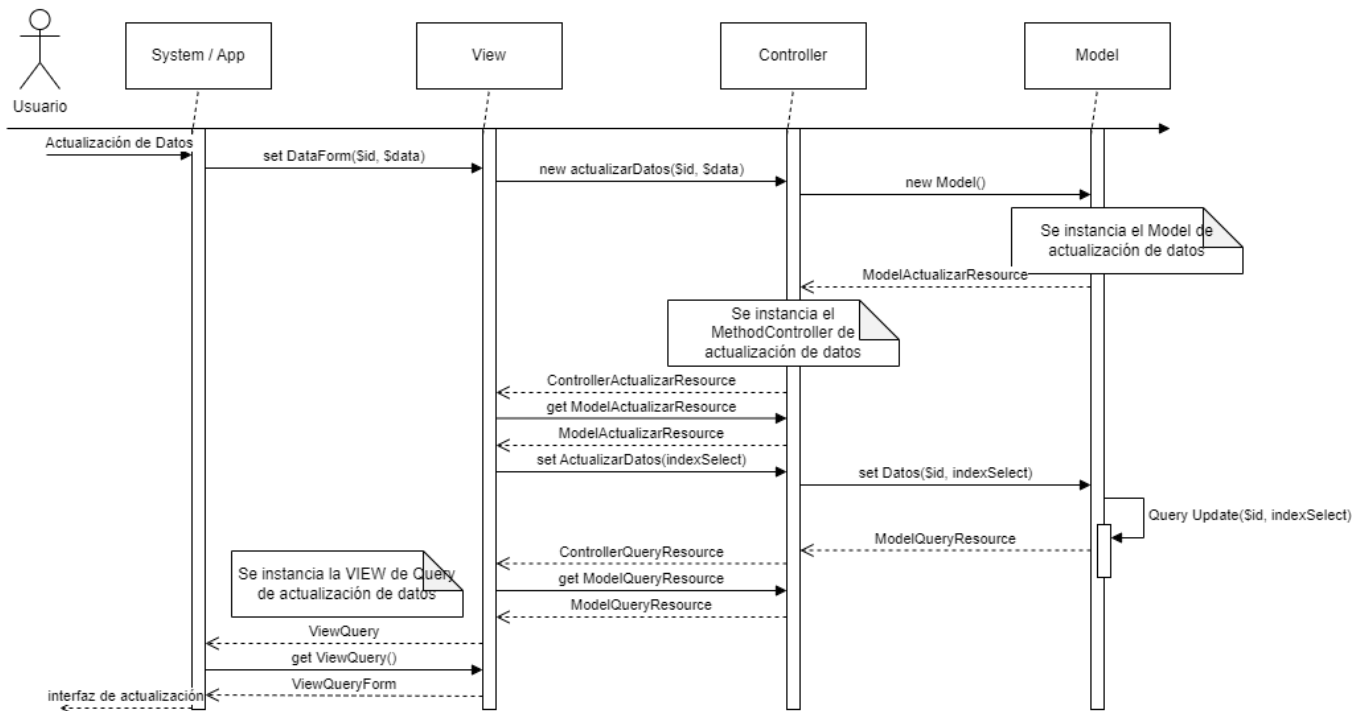 System / App
View
Controller
Model
Usuario
Actualización de Datos
set DataForm($id, $data)
new actualizarDatos($id, $data)
new Model()
Se instancia el Model de
actualización de datos
ModelActualizarResource
Se instancia el
MethodController de
actualización de datos
ControllerActualizarResource
get ModelActualizarResource
ModelActualizarResource
set ActualizarDatos(indexSelect)
set Datos($id, indexSelect)
Query Update($id, indexSelect)
ModelQueryResource
ControllerQueryResource
Se instancia la VIEW de Query
de actualización de datos
get ModelQueryResource
ModelQueryResource
ViewQuery
get ViewQuery()
ViewQueryForm
interfaz de actualización